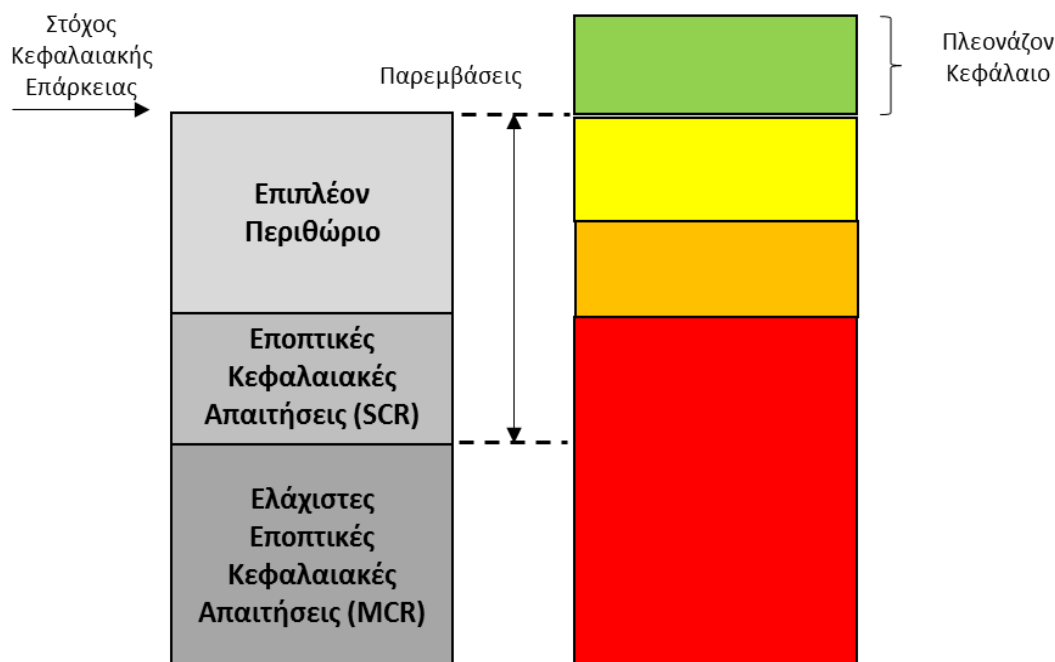 Στόχος
Κεφαλαιακής
Επάρκειας
Παρεμβάσεις
Πλεονάζον
Κεφάλαιο
Επιπλέον
Περιθώριο
Εποπτικές
Κεφαλαιακές
Απαιτήσεις (SCR)
Ελάχιστες
Εποπτικές
Κεφαλαιακές
Απαιτήσεις (MCR)